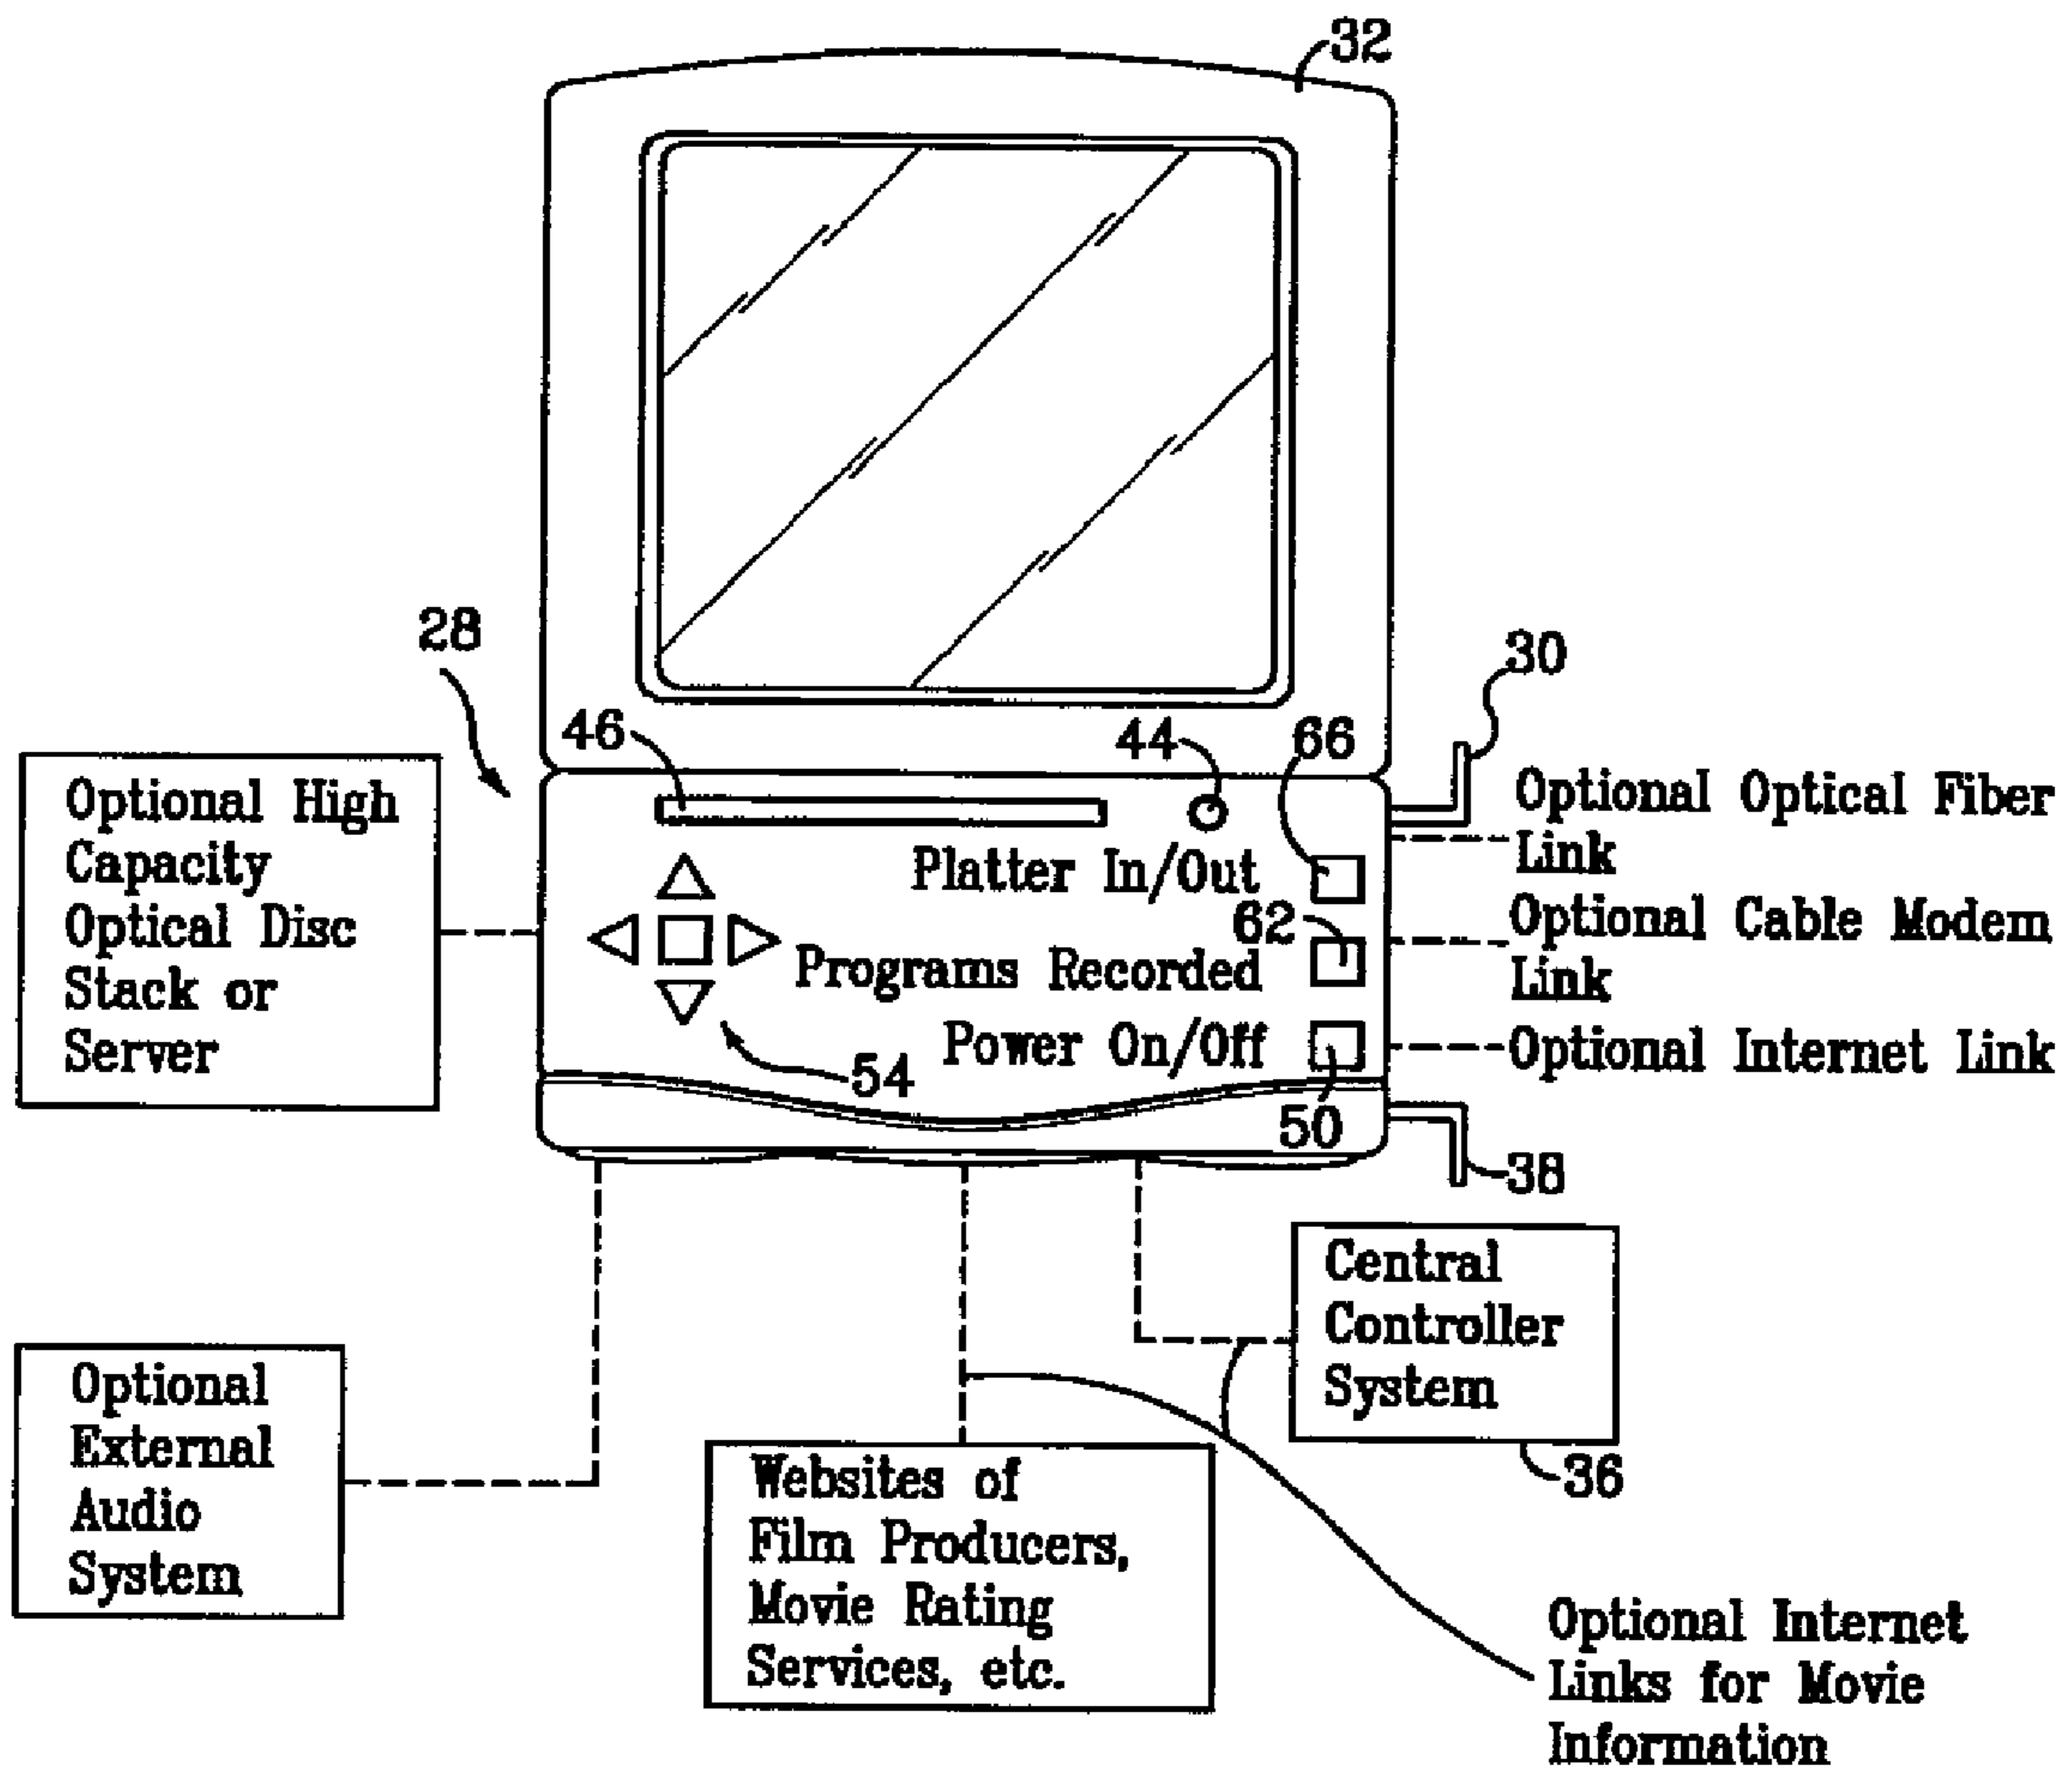 32
28
30
46
44
66
Optional High
Capacity
Optical Disc
Stack or
Server
Optional Optical Fiber
Link
Platter In/Out
62
Optional Cable Modem
Link
Programs Recorded
Power On/Off
Optional Internet Link
54
50
38
Central
Controller
System
36
Optional
External
Audio
System
Websites of
Film Producers,
Movie Rating
Services, etc.
Optional Internet
Links for Movie
Information